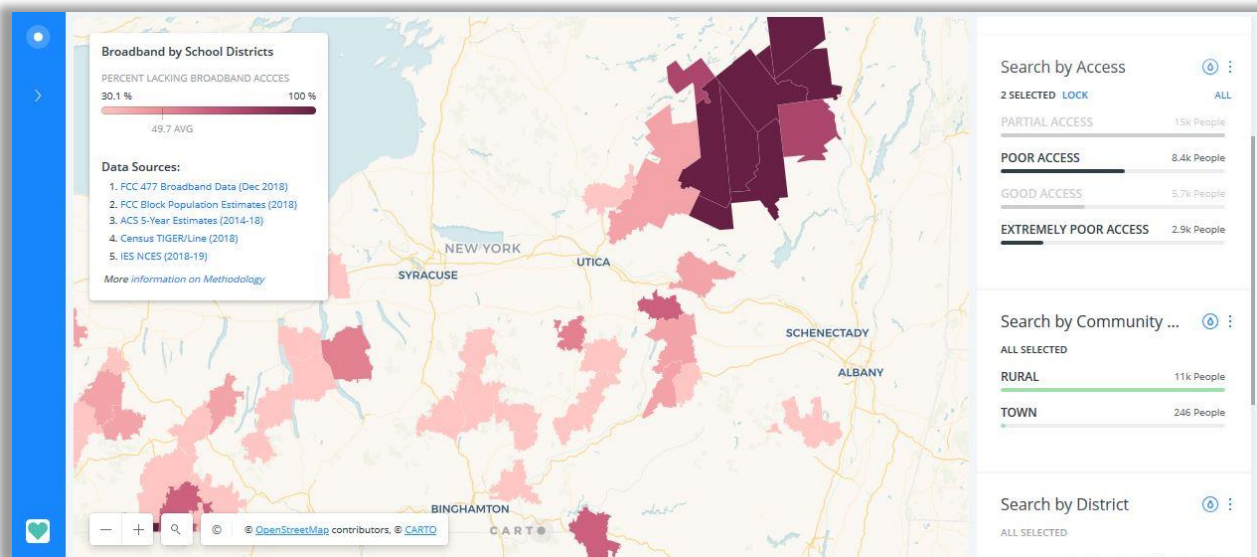 Broadband by School Districts
PERCENT LACKING BROADBAND ACCCES
30.1 % 100 %
49.7 AVG
Data Sources:
1. FCC 477 Broadband Data (Dec 2018)
2. FCC Block Population Estimates (2018)
3. ACS 5-Year Estimates (2014-18)
4. Census TIGER/Line (2018)
5. IES NCES (2018-19)
More information on Methodology
NEW YORK
SYRACUSE
UTICA
SCHENECTADY
ALBANY
BINGHAMTON
CARTO
© © OpenStreetMap contributors, © CARTO
Search by Access
2 SELECTED LOCK ALL
PARTIAL ACCESS 15k People
POOR ACCESS 8.4k People
GOOD ACCESS 5.7k People
EXTREMELY POOR ACCESS 2.9k People
Search by Community ...
ALL SELECTED
RURAL 11k People
TOWN 246 People
Search by District
ALL SELECTED